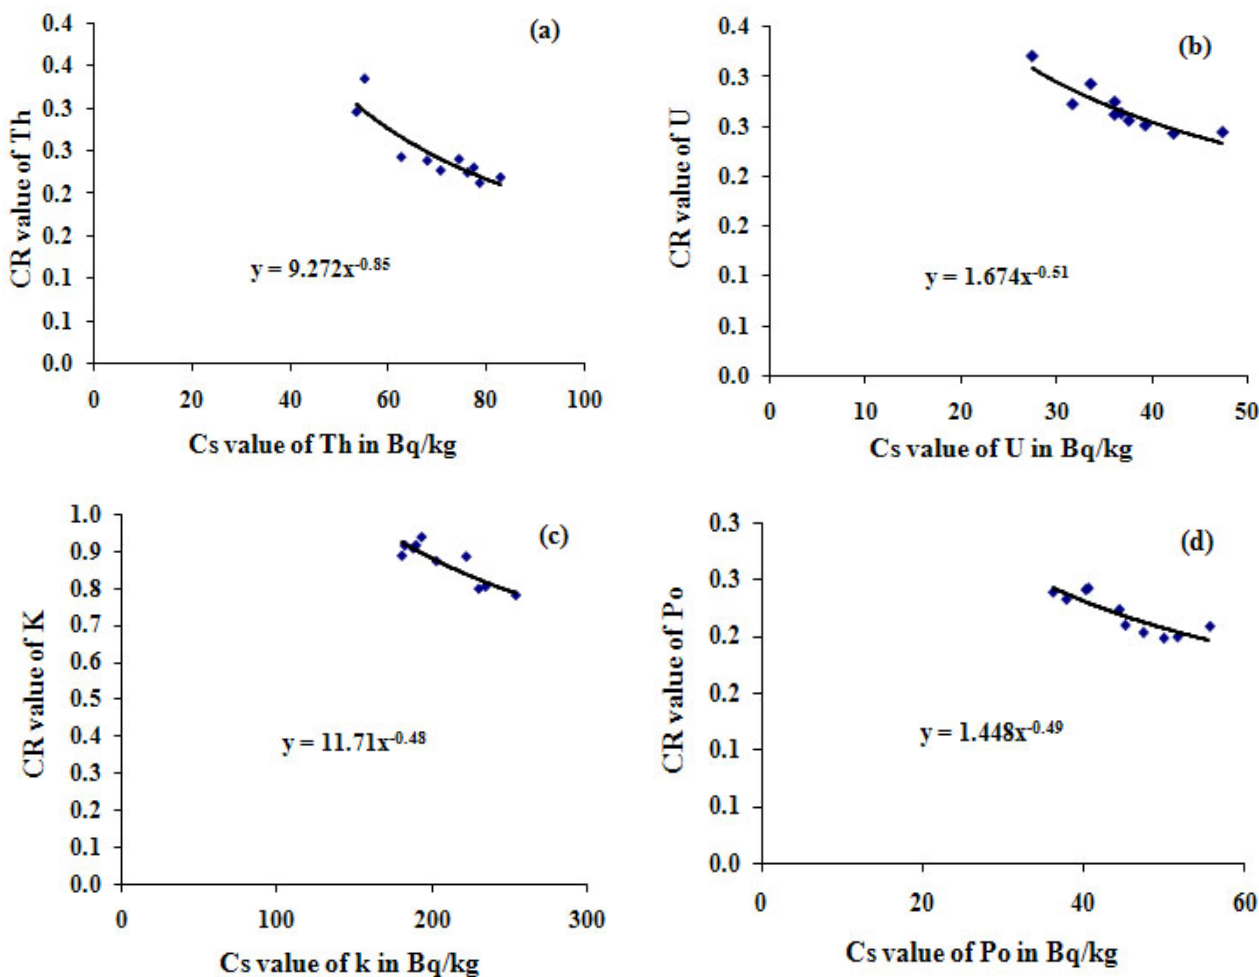 (a)
CR value of Th
0.4
0.4
0.3
0.3
0.2
0.2
0.1
0.1
0.0
y = 9.272x^-0.85
0 20 40 60 80 100
Cs value of Th in Bq/kg
(b)
CR value of U
0.4
0.3
0.3
0.2
0.2
0.1
0.1
0.0
y = 1.674x^-0.51
0 10 20 30 40 50
Cs value of U in Bq/kg
(c)
CR value of K
1.0
0.9
0.8
0.7
0.6
0.5
0.4
0.3
0.2
0.1
0.0
y = 11.71x^-0.48
0 100 200 300
Cs value of k in Bq/kg
(d)
CR value of Po
0.3
0.3
0.2
0.2
0.1
0.1
0.0
y = 1.448x^-0.49
0 20 40 60
Cs value of Po in Bq/kg